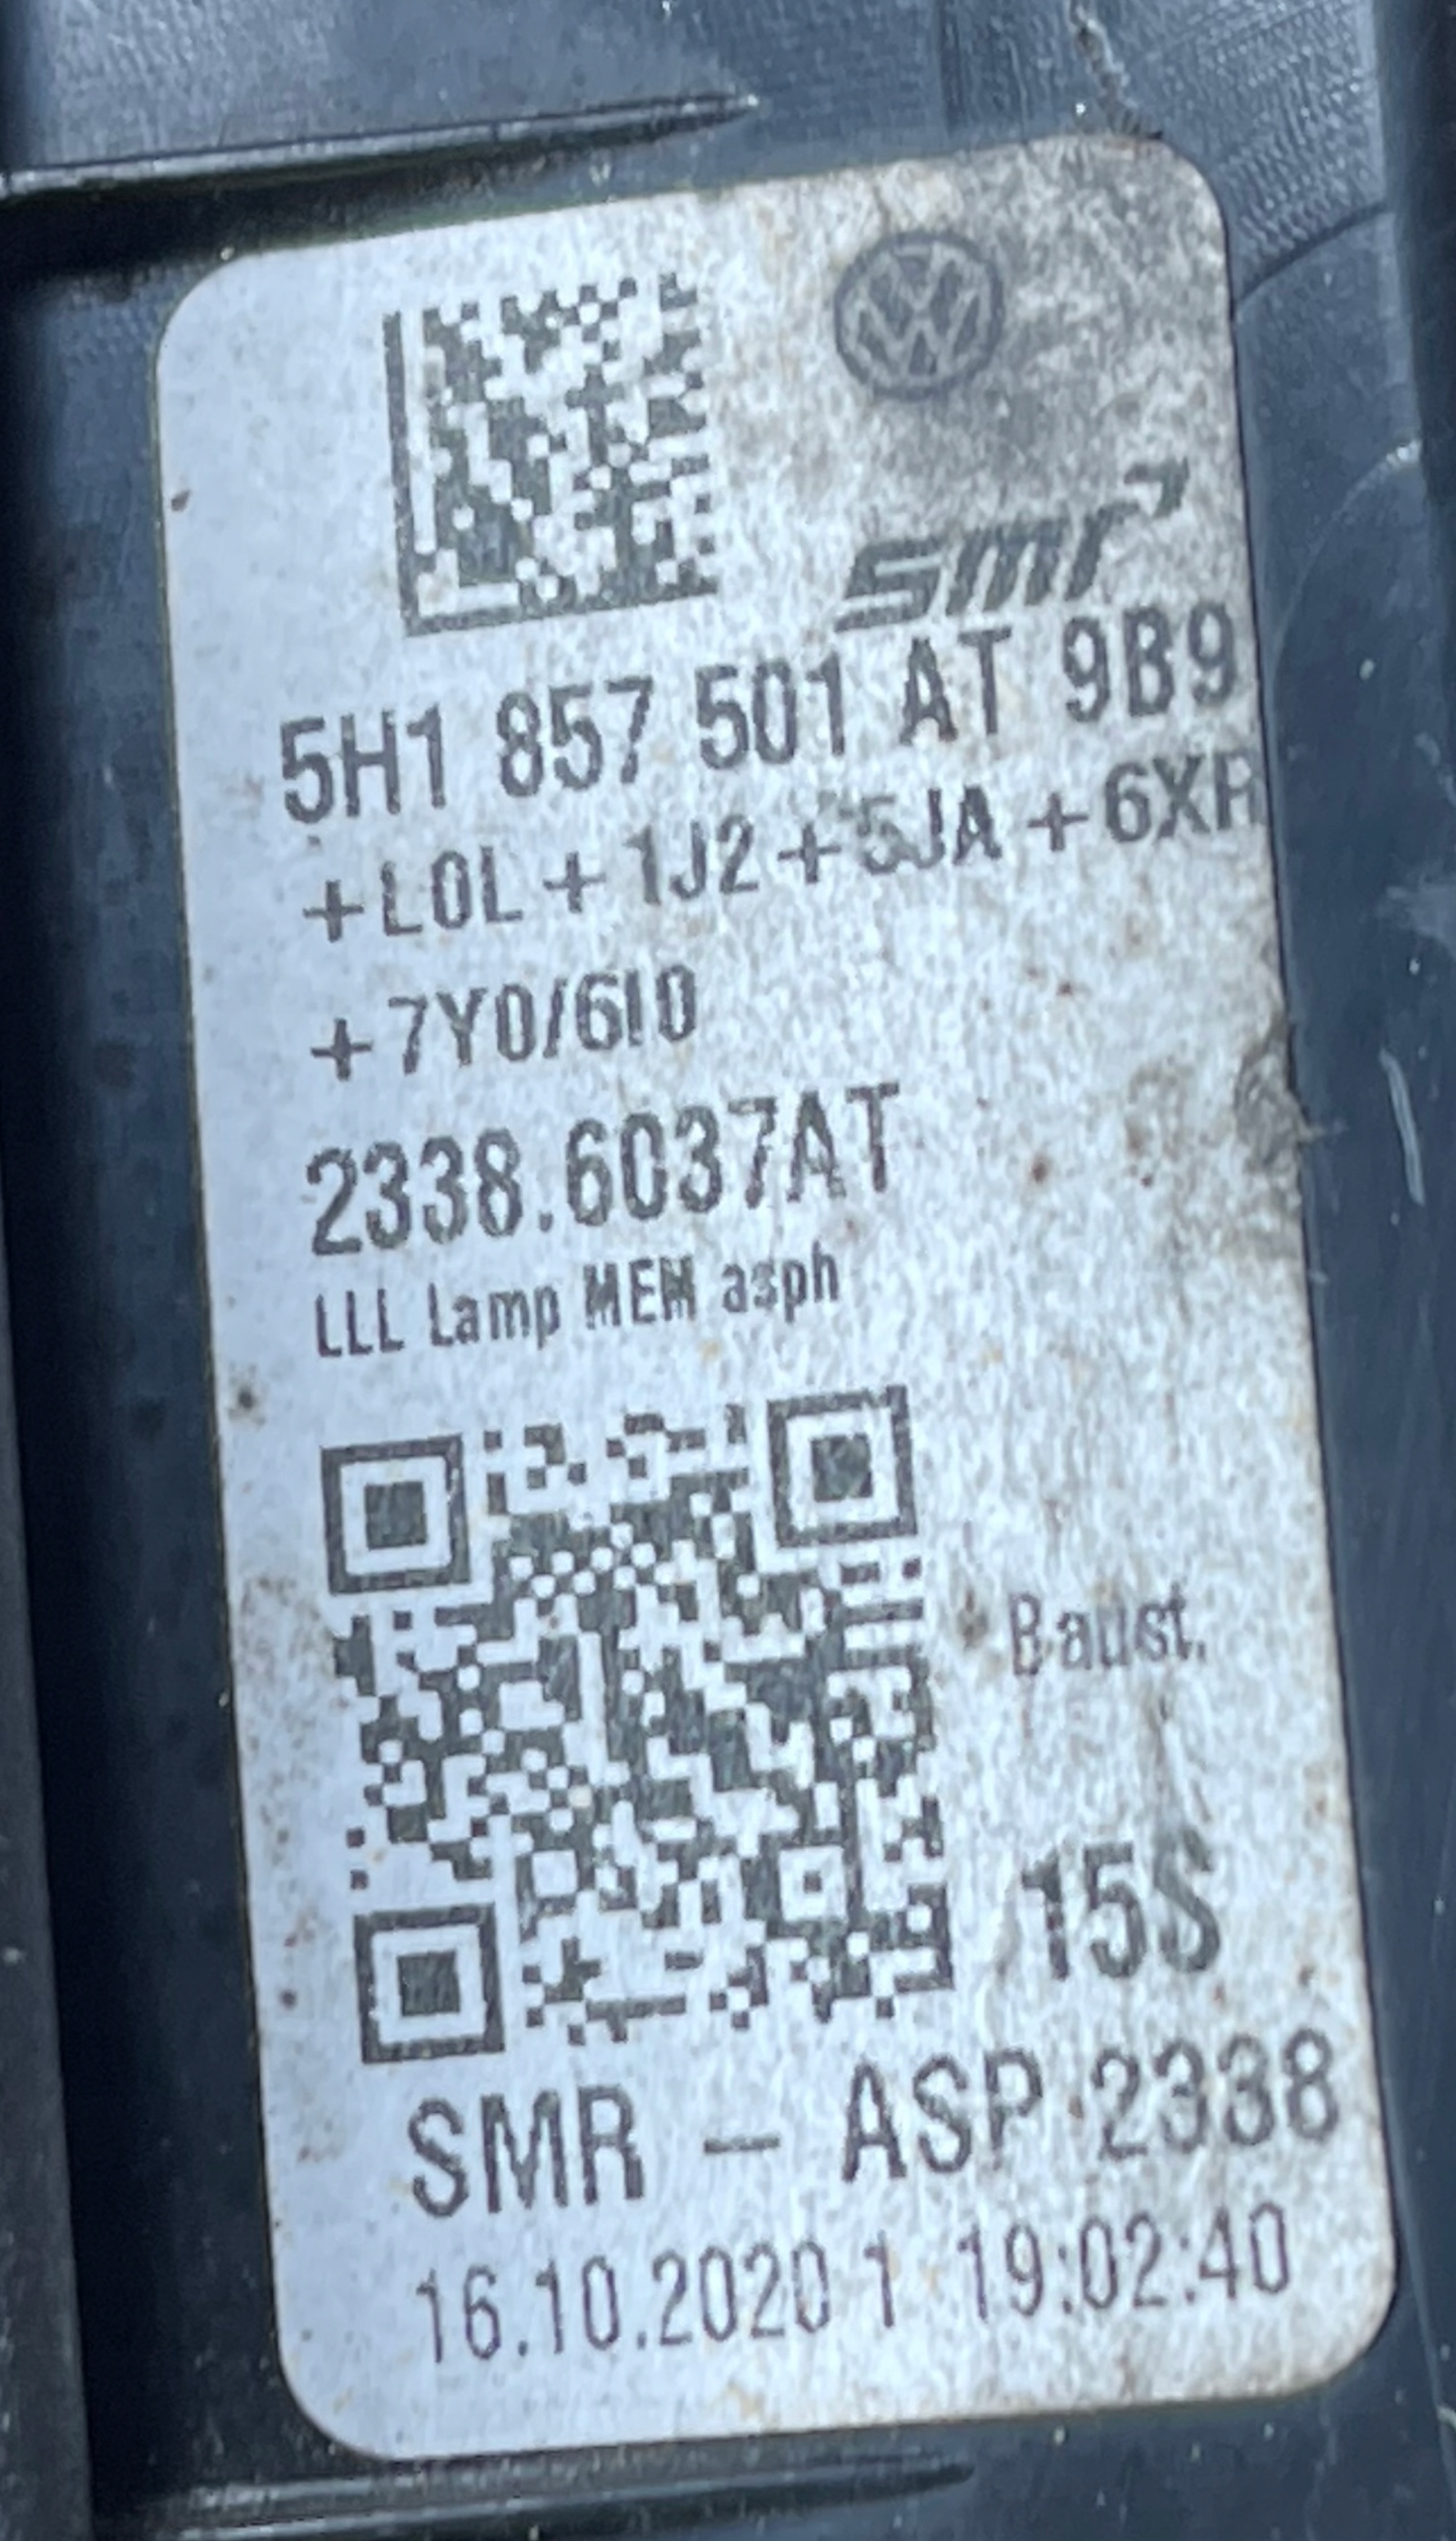 smr
5H1 857 501 AT 9B9
+L0L+1J2+5JA+6XR
+7Y0/6I0
2338.6037AT
LLL Lamp MEM asph
Baust.
15S
SMR – ASP 2338
16.10.2020 1 19:02:40